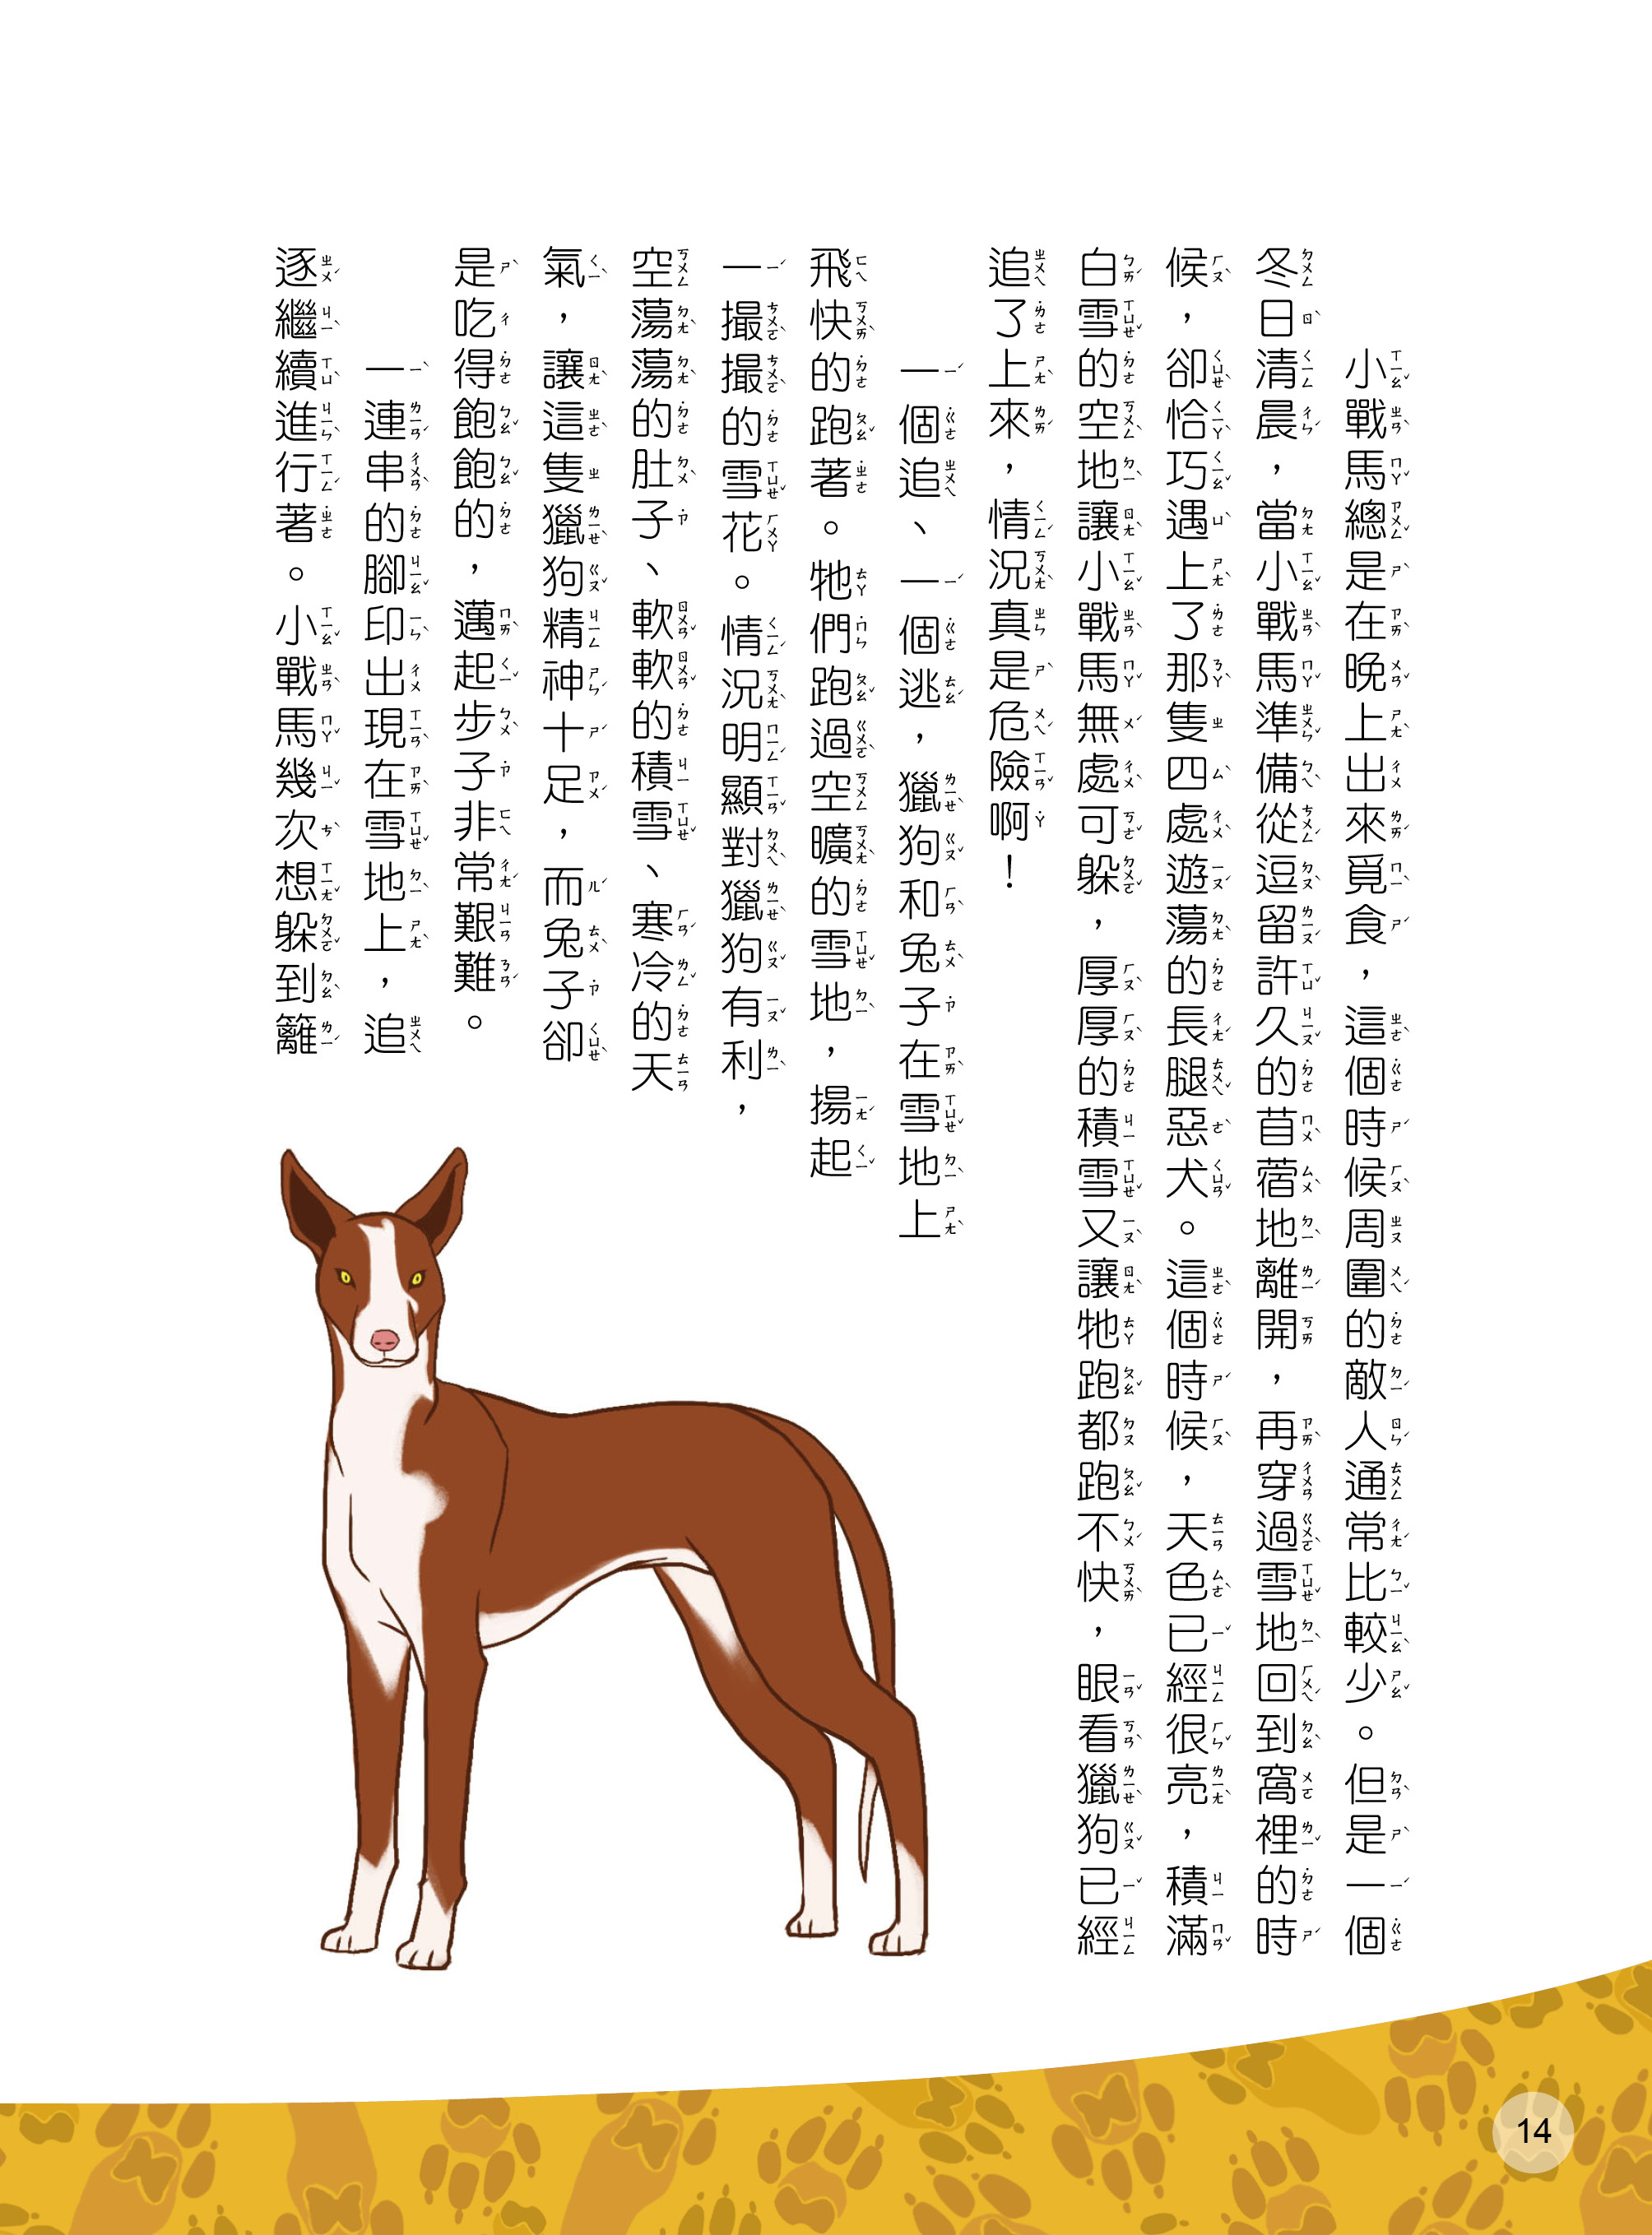 小戰馬總是在晚上出來覓食，這個時候周圍的敵人通常比較少。但是一個
冬日清晨，當小戰馬準備從逗留許久的苜蓿地離開，再穿過雪地回到窩裡的時
候，卻恰巧遇上了那隻四處遊蕩的長腿惡犬。這個時候，天色已經很亮，積滿
白雪的空地讓小戰馬無處可躲，厚厚的積雪又讓牠跑都跑不快，眼看獵狗已經
追了上來，情況真是危險啊！
一個追、一個逃，獵狗和兔子在雪地上
飛快的跑著。牠們跑過空曠的雪地，揚起
一撮撮的雪花。情況明顯對獵狗有利，
空蕩蕩的肚子、軟軟的積雪、寒冷的天
氣，讓這隻獵狗精神十足，而兔子卻
是吃得飽飽的，邁起步子非常艱難。
一連串的腳印出現在雪地上，追
逐繼續進行著。小戰馬幾次想躲到籬
14